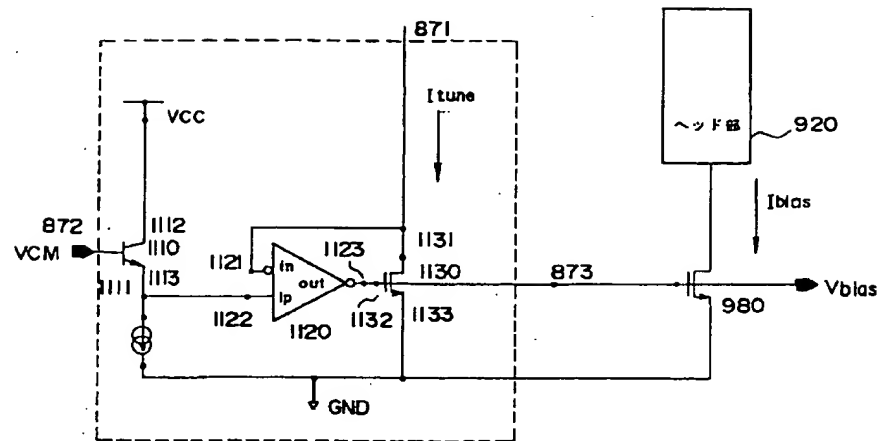 871
Itune
VCC
ヘッド部
920
Ibias
872
VCM
1112
1110
1111
1113
1121
in
out
Ip
1123
1131
1130
1132
1133
1122
1120
873
980
Vbias
GND